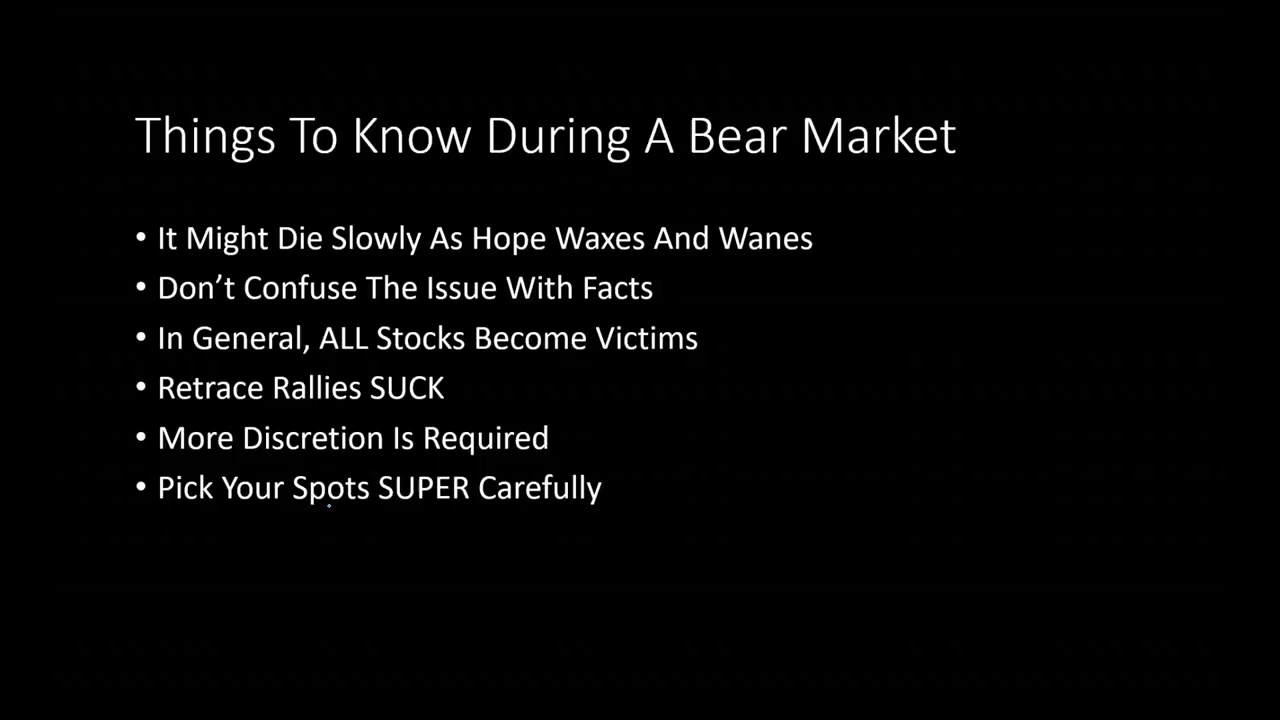 Things To Know During A Bear Market
• It Might Die Slowly As Hope Waxes And Wanes
• Don’t Confuse The Issue With Facts
• In General, ALL Stocks Become Victims
• Retrace Rallies SUCK
• More Discretion Is Required
• Pick Your Spots SUPER Carefully